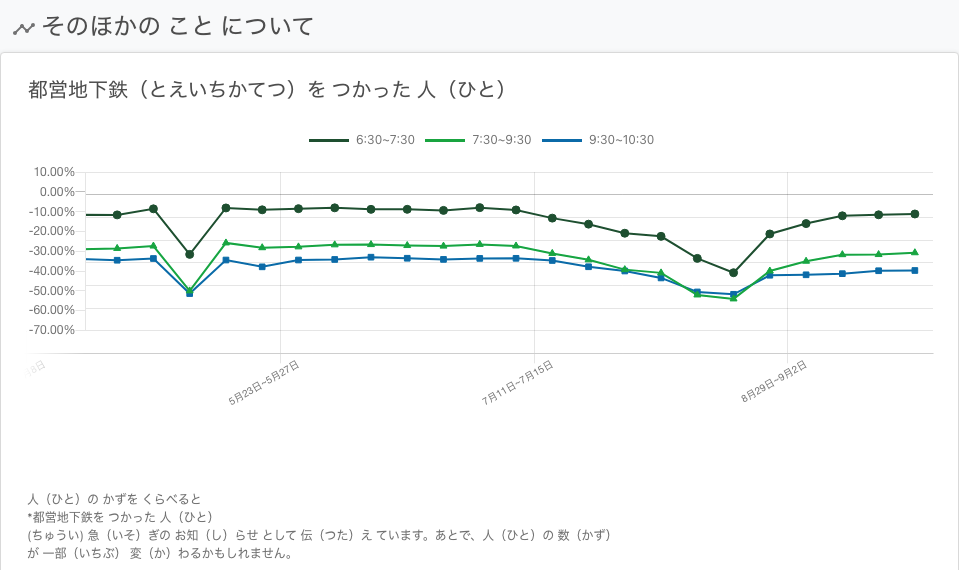 そのほかの こと について
都営地下鉄（とえいちかてつ）を つかった 人（ひと）
6:30~7:30 7:30~9:30 9:30~10:30
10.00%
0.00%
-10.00%
-20.00%
-30.00%
-40.00%
-50.00%
-60.00%
-70.00%
5月23日~5月27日 7月11日~7月15日 8月29日~9月2日
人（ひと）の かずを くらべると
*都営地下鉄を つかった 人（ひと）
(ちゅうい) 急（いそ）ぎの お知（し）らせ として 伝（つた）え ています。あとで、人（ひと）の 数（かず）
が 一部（いちぶ） 変（か）わるかもしれません。